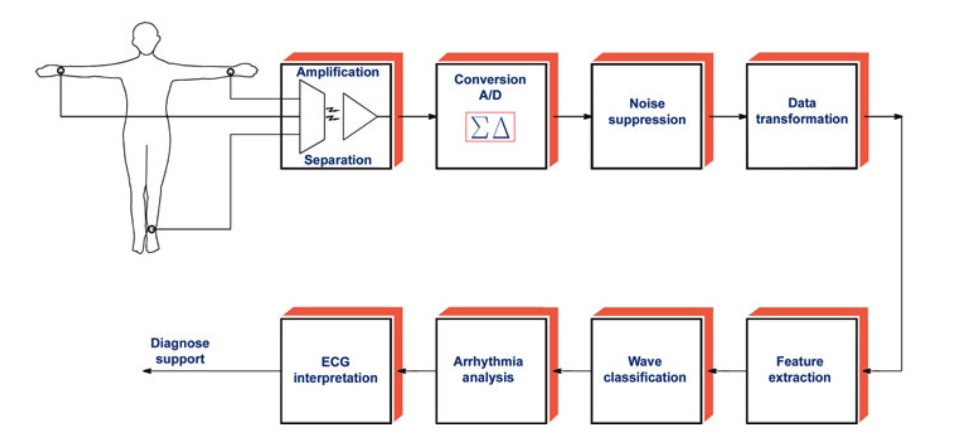 Amplification
Separation
Conversion
A/D
ΣΔ
Noise
suppression
Data
transformation
Feature
extraction
Wave
classification
Arrhythmia
analysis
ECG
interpretation
Diagnose
support